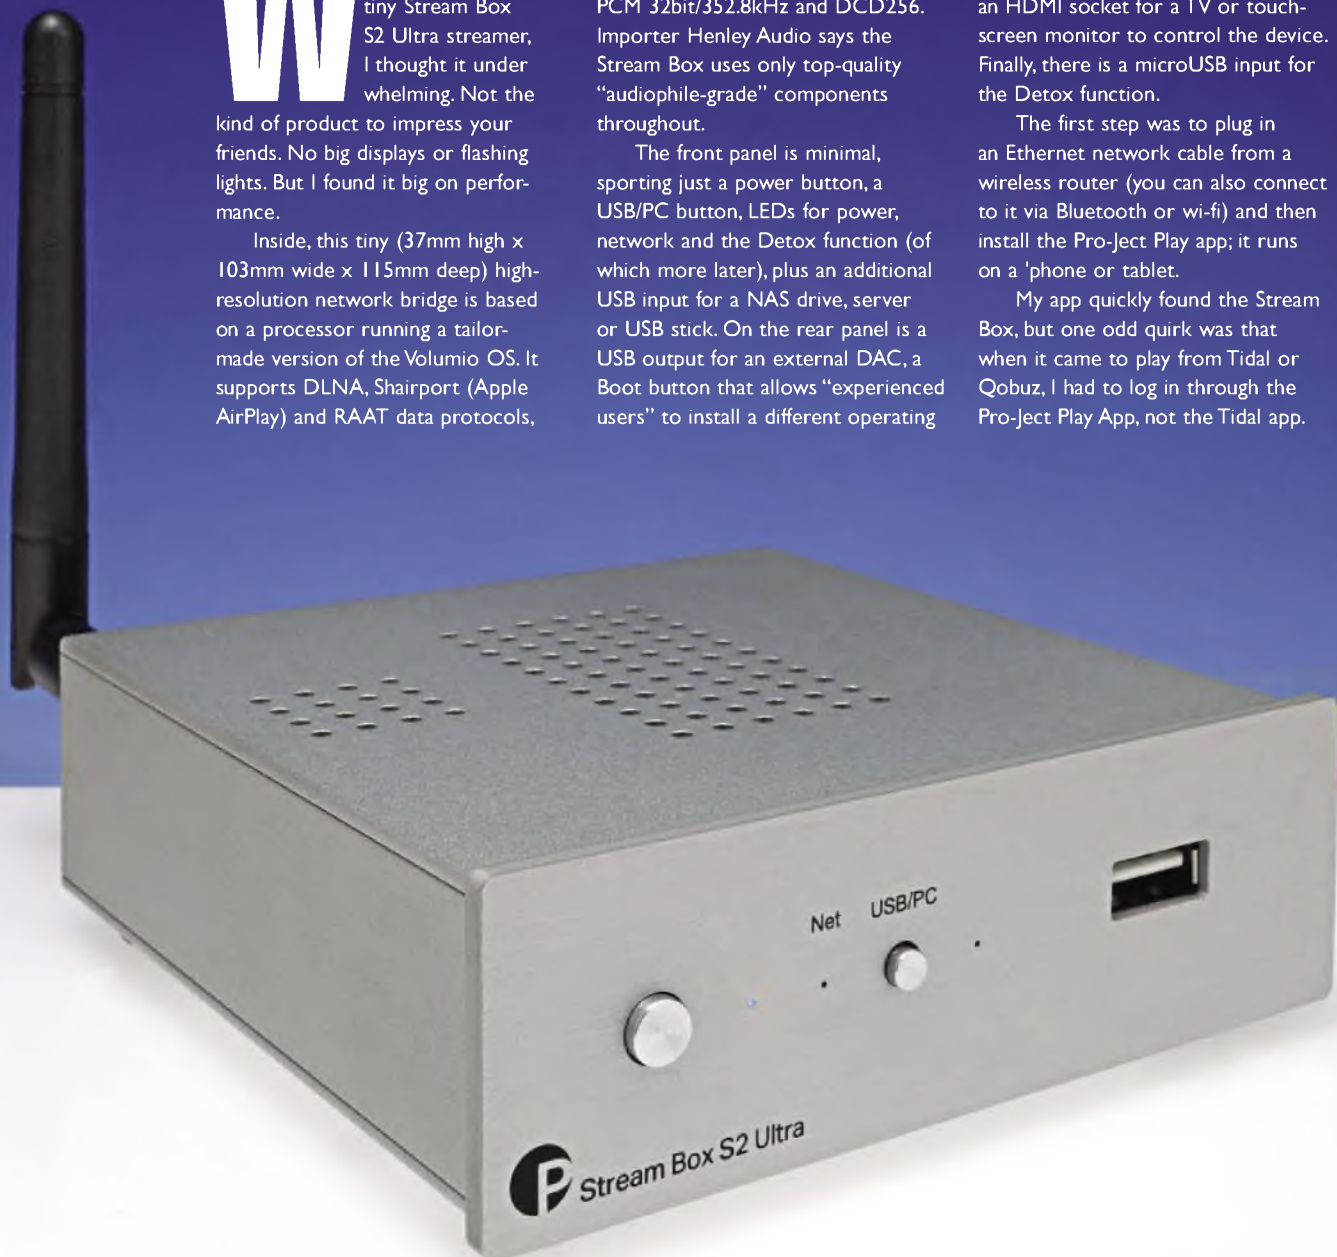 W
tiny Stream Box
S2 Ultra streamer,
I thought it under
whelming. Not the
kind of product to impress your
friends. No big displays or flashing
lights. But I found it big on perfor-
mance.
Inside, this tiny (37mm high x
103mm wide x 115mm deep) high-
resolution network bridge is based
on a processor running a tailor-
made version of the Volumio OS. It
supports DLNA, Shairport (Apple
AirPlay) and RAAT data protocols,
PCM 32bit/352.8kHz and DCD256.
Importer Henley Audio says the
Stream Box uses only top-quality
“audiophile-grade” components
throughout.
The front panel is minimal,
sporting just a power button, a
USB/PC button, LEDs for power,
network and the Detox function (of
which more later), plus an additional
USB input for a NAS drive, server
or USB stick. On the rear panel is a
USB output for an external DAC, a
Boot button that allows “experienced
users” to install a different operating
an HDMI socket for a TV or touch-
screen monitor to control the device.
Finally, there is a microUSB input for
the Detox function.
The first step was to plug in
an Ethernet network cable from a
wireless router (you can also connect
to it via Bluetooth or wi-fi) and then
install the Pro-Ject Play app; it runs
on a 'phone or tablet.
My app quickly found the Stream
Box, but one odd quirk was that
when it came to play from Tidal or
Qobuz, I had to log in through the
Pro-Ject Play App, not the Tidal app.
Net USB/PC
P Stream Box S2 Ultra